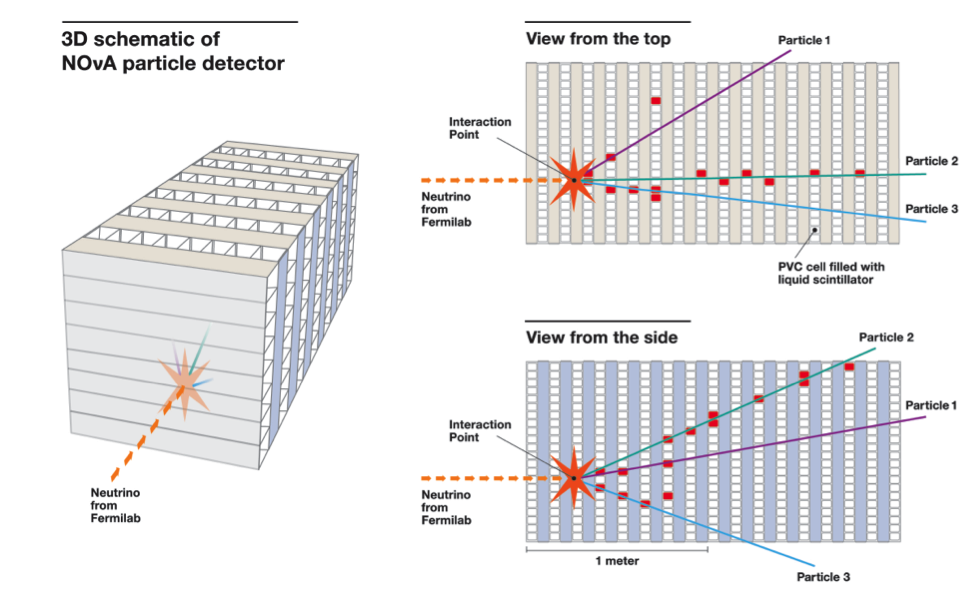 3D schematic of
NOνA particle detector
Neutrino
from
Fermilab
View from the top
Particle 1
Interaction
Point
Particle 2
Neutrino
from
Fermilab
Particle 3
PVC cell filled with
liquid scintillator
View from the side
Particle 2
Particle 1
Interaction
Point
Neutrino
from
Fermilab
1 meter
Particle 3